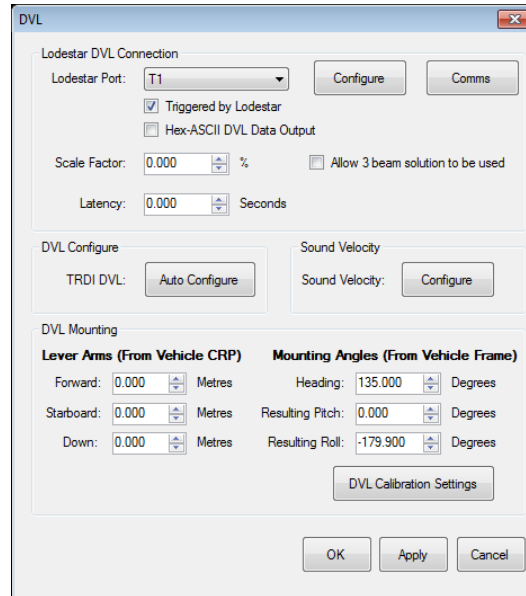 DVL
Lodestar DVL Connection
Lodestar Port: T1 Configure Comms
Triggered by Lodestar
Hex-ASCII DVL Data Output
Scale Factor: 0.000 % Allow 3 beam solution to be used
Latency: 0.000 Seconds
DVL Configure Sound Velocity
TRDI DVL: Auto Configure Sound Velocity: Configure
DVL Mounting
Lever Arms (From Vehicle CRP) Mounting Angles (From Vehicle Frame)
Forward: 0.000 Metres Heading: 135.000 Degrees
Starboard: 0.000 Metres Resulting Pitch: 0.000 Degrees
Down: 0.000 Metres Resulting Roll: -179.900 Degrees
DVL Calibration Settings
OK Apply Cancel